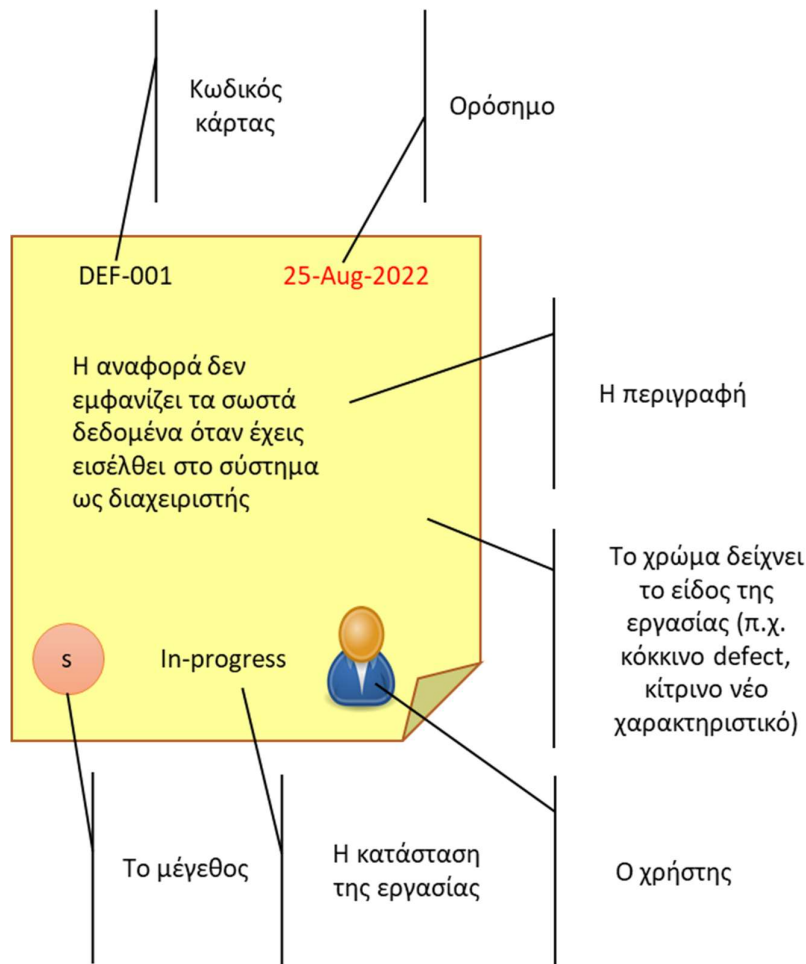 Κωδικός
κάρτας
Ορόσημο
DEF-001
25-Aug-2022
Η αναφορά δεν
εμφανίζει τα σωστά
δεδομένα όταν έχεις
εισέλθει στο σύστημα
ως διαχειριστής
Η περιγραφή
Το χρώμα δείχνει
το είδος της
εργασίας (π.χ.
κόκκινο defect,
κίτρινο νέο
χαρακτηριστικό)
s
In-progress
Το μέγεθος
Η κατάσταση
της εργασίας
Ο χρήστης